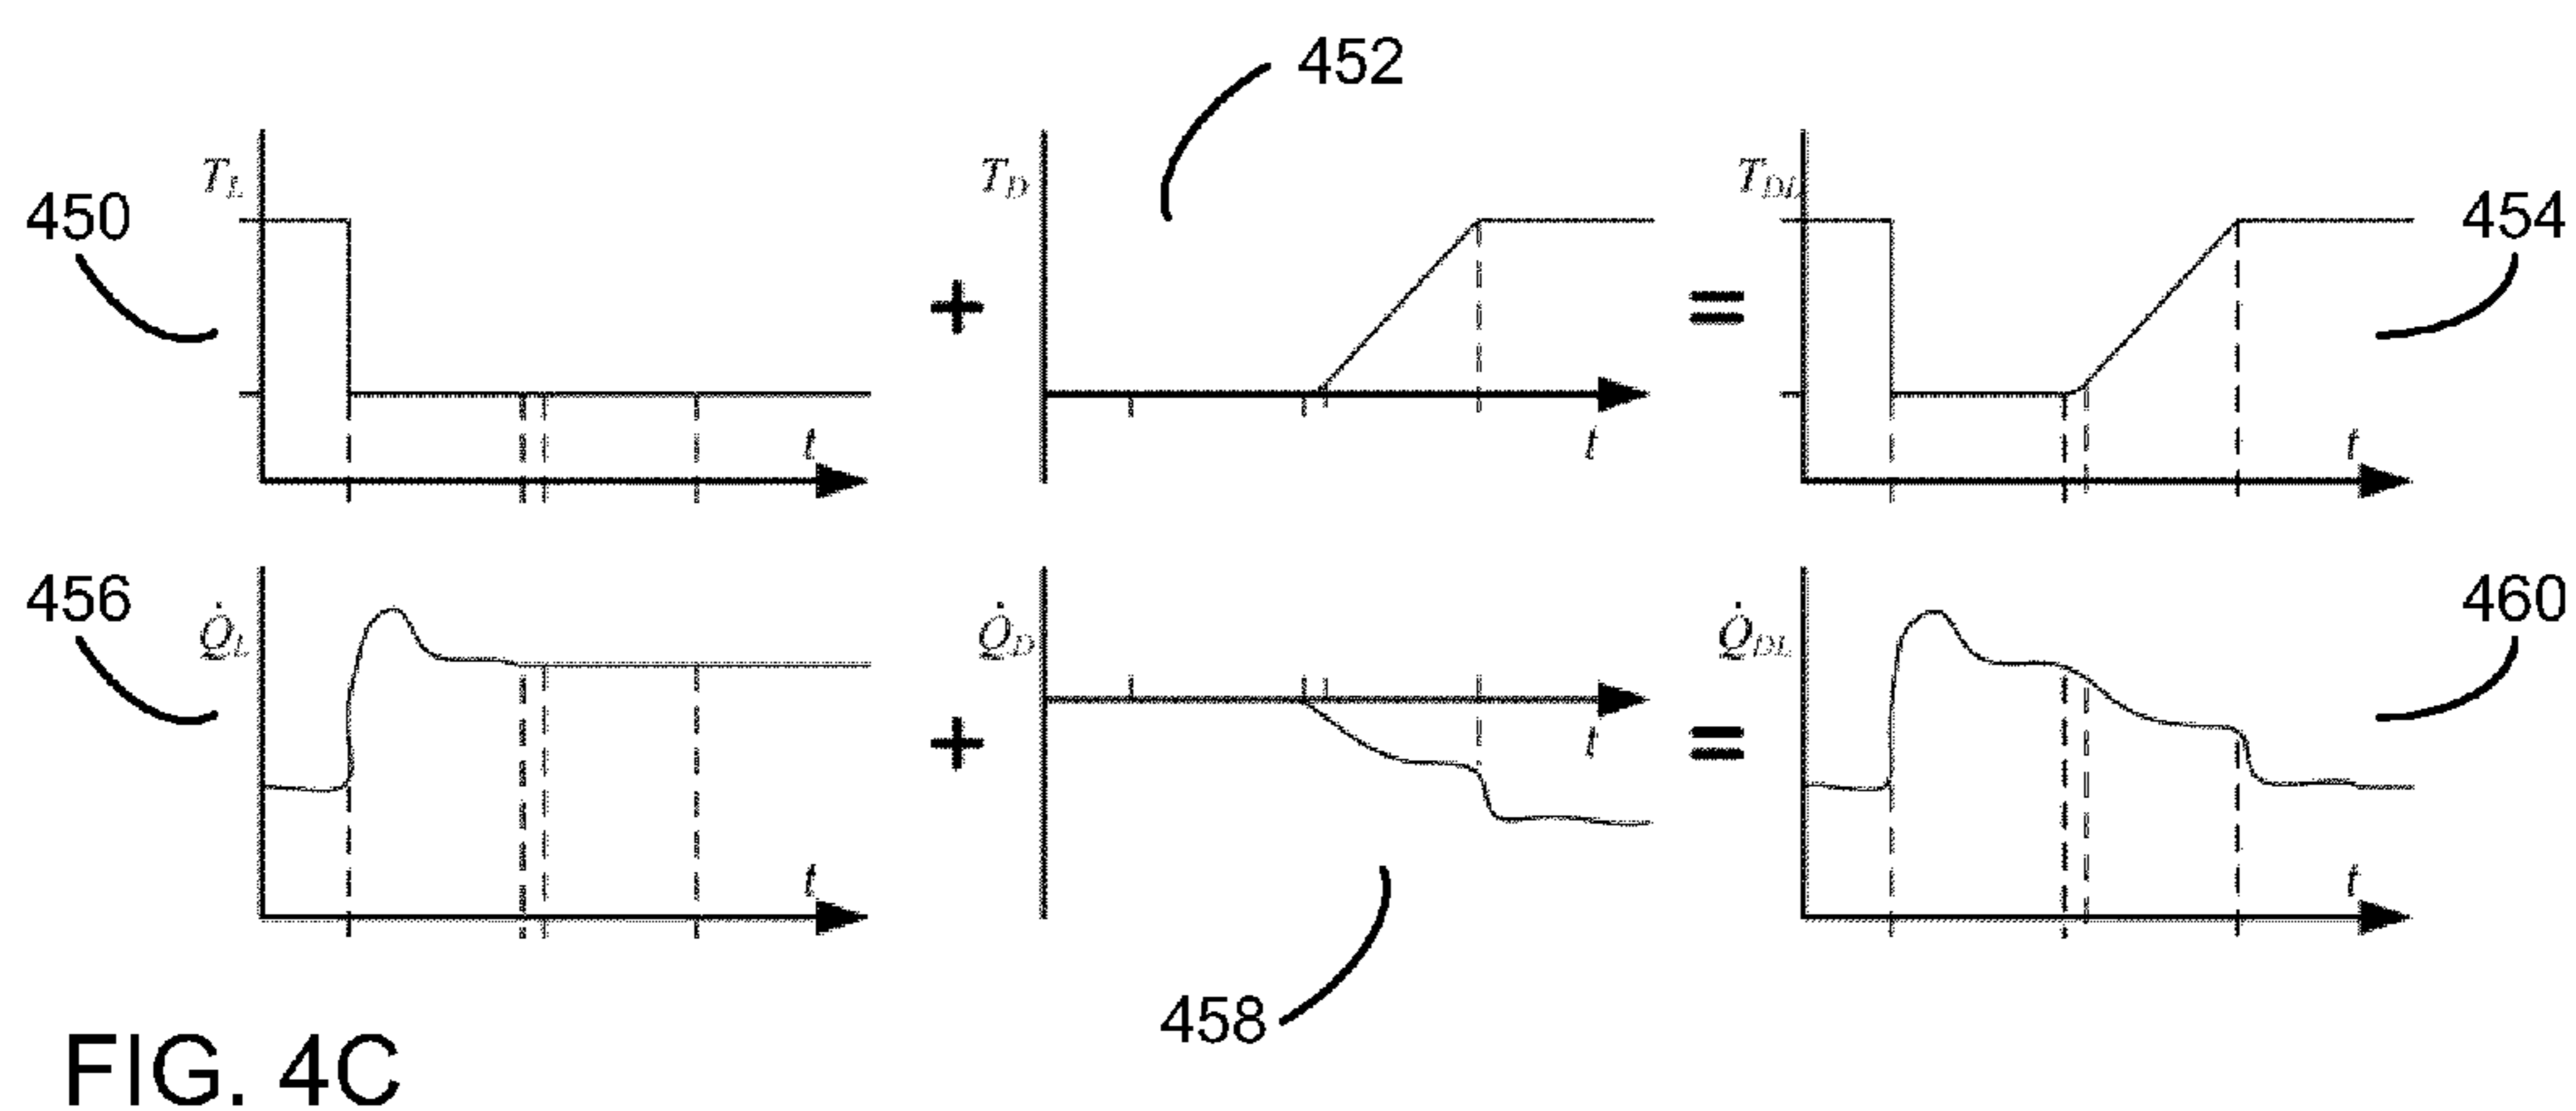 452
T_L T_D T_DL
450 454
+ =
t t t
456 460
Q̇_L Q̇_D Q̇_DL
+ =
t
t t
458
FIG. 4C